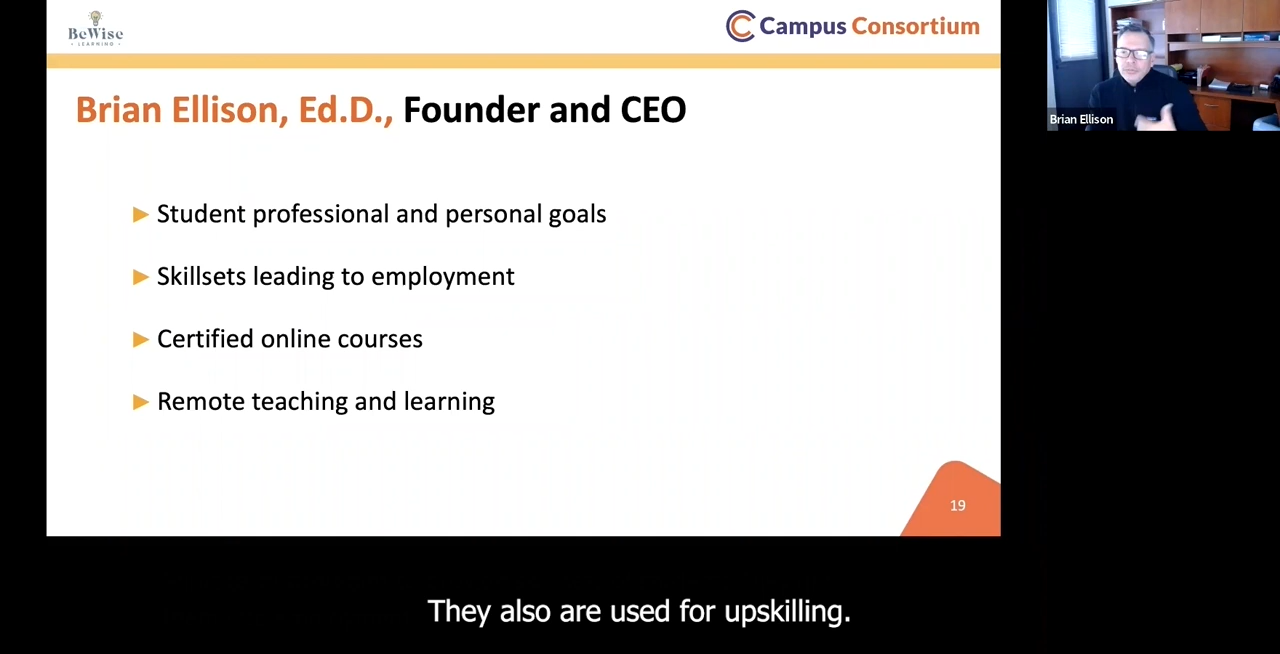 BeWise
LEARNING
Campus Consortium
Brian Ellison, Ed.D., Founder and CEO
Student professional and personal goals
Skillsets leading to employment
Certified online courses
Remote teaching and learning
19
Brian Ellison
They also are used for upskilling.